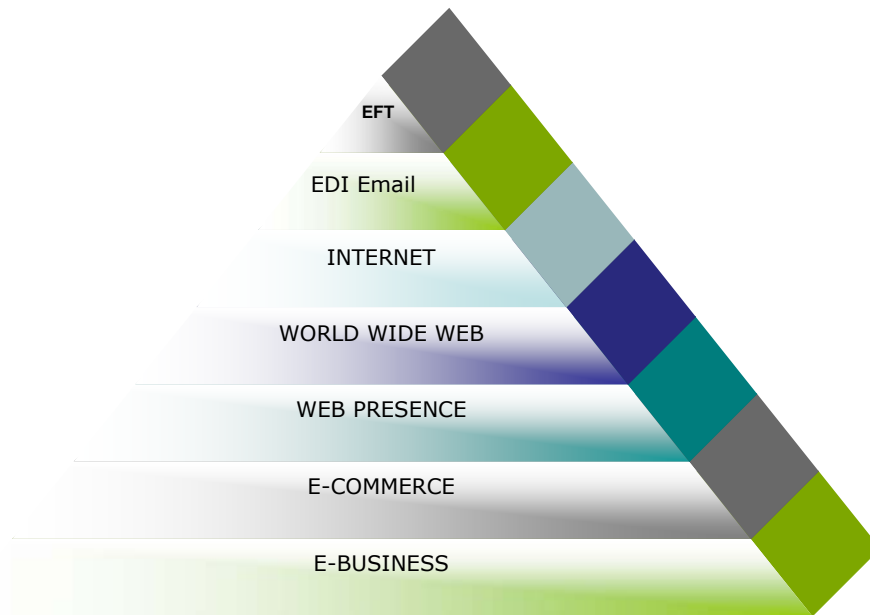 EFT
EDI Email
INTERNET
WORLD WIDE WEB
WEB PRESENCE
E-COMMERCE
E-BUSINESS